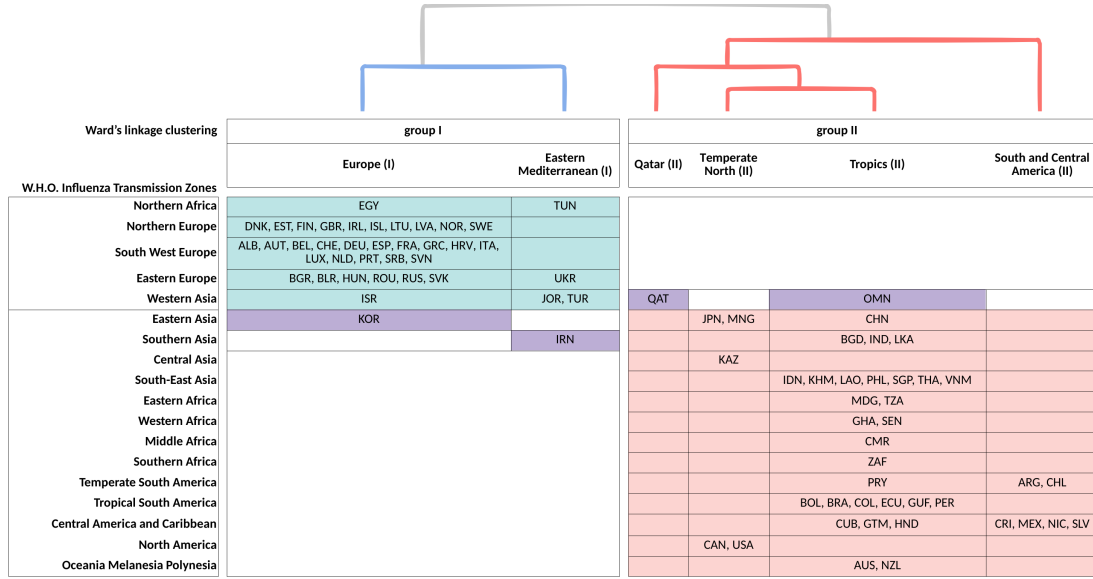 Ward's linkage clustering
group I
group II
Europe (I)
Eastern
Mediterranean (I)
Qatar (II)
Temperate
North (II)
Tropics (II)
South and Central
America (II)
W.H.O. Influenza Transmission Zones
Northern Africa EGY TUN
Northern Europe DNK, EST, FIN, GBR, IRL, ISL, LTU, LVA, NOR, SWE
South West Europe ALB, AUT, BEL, CHE, DEU, ESP, FRA, GRC, HRV, ITA,
LUX, NLD, PRT, SRB, SVN
Eastern Europe BGR, BLR, HUN, ROU, RUS, SVK UKR
Western Asia ISR JOR, TUR QAT OMN
Eastern Asia KOR JPN, MNG CHN
Southern Asia IRN BGD, IND, LKA
Central Asia KAZ
South-East Asia IDN, KHM, LAO, PHL, SGP, THA, VNM
Eastern Africa MDG, TZA
Western Africa GHA, SEN
Middle Africa CMR
Southern Africa ZAF
Temperate South America PRY ARG, CHL
Tropical South America BOL, BRA, COL, ECU, GUF, PER
Central America and Caribbean CUB, GTM, HND CRI, MEX, NIC, SLV
North America CAN, USA
Oceania Melanesia Polynesia AUS, NZL